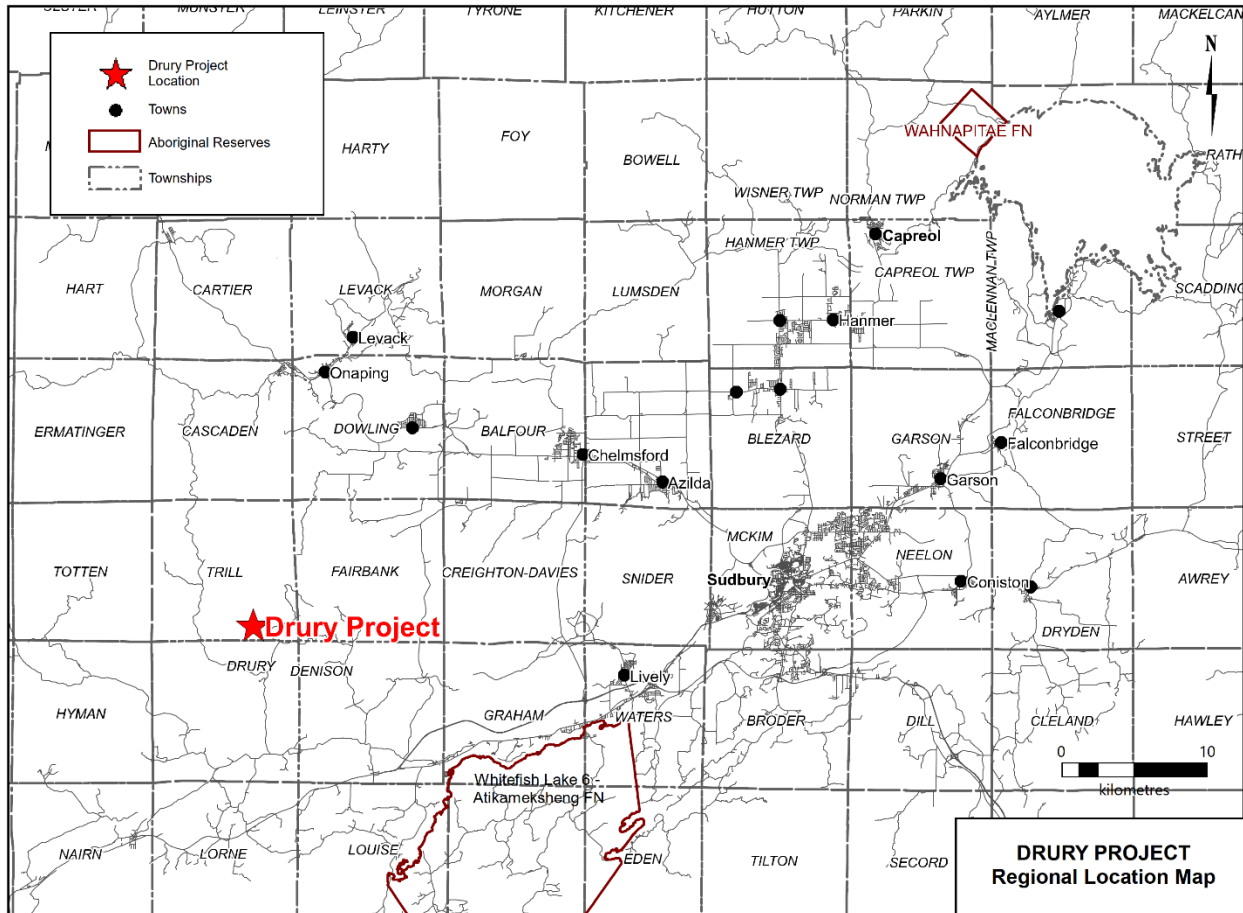 MUNSTER
LEINSTER
TYRONE
KITCHENER
HUTTON
PARKIN
AYLMER
MACKELCAN
N
Drury Project
Location
Towns
Aboriginal Reserves
Townships
HARTY
FOY
BOWELL
WAHNAPITAE FN
RATH
WISNER TWP
NORMAN TWP
Capreol
HANMER TWP
CAPREOL TWP
MACLENNAN TWP
HART
CARTIER
LEVACK
MORGAN
LUMSDEN
SCADDING
Levack
Hanmer
Onaping
ERMATINGER
CASCADEN
DOWLING
BALFOUR
BLEZARD
GARSON
FALCONBRIDGE
STREET
Chelmsford
Falconbridge
Azilda
Garson
MCKIM
NEELON
TOTTEN
TRILL
FAIRBANK
CREIGHTON-DAVIES
SNIDER
Sudbury
Coniston
AWREY
Drury Project
DRYDEN
DRURY
DENISON
Lively
HYMAN
GRAHAM
WATERS
BRODER
DILL
CLELAND
HAWLEY
0 10
kilometres
Whitefish Lake 6 -
Atikameksheng FN
NAIRN
LORNE
LOUISE
EDEN
TILTON
SECORD
DRURY PROJECT
Regional Location Map